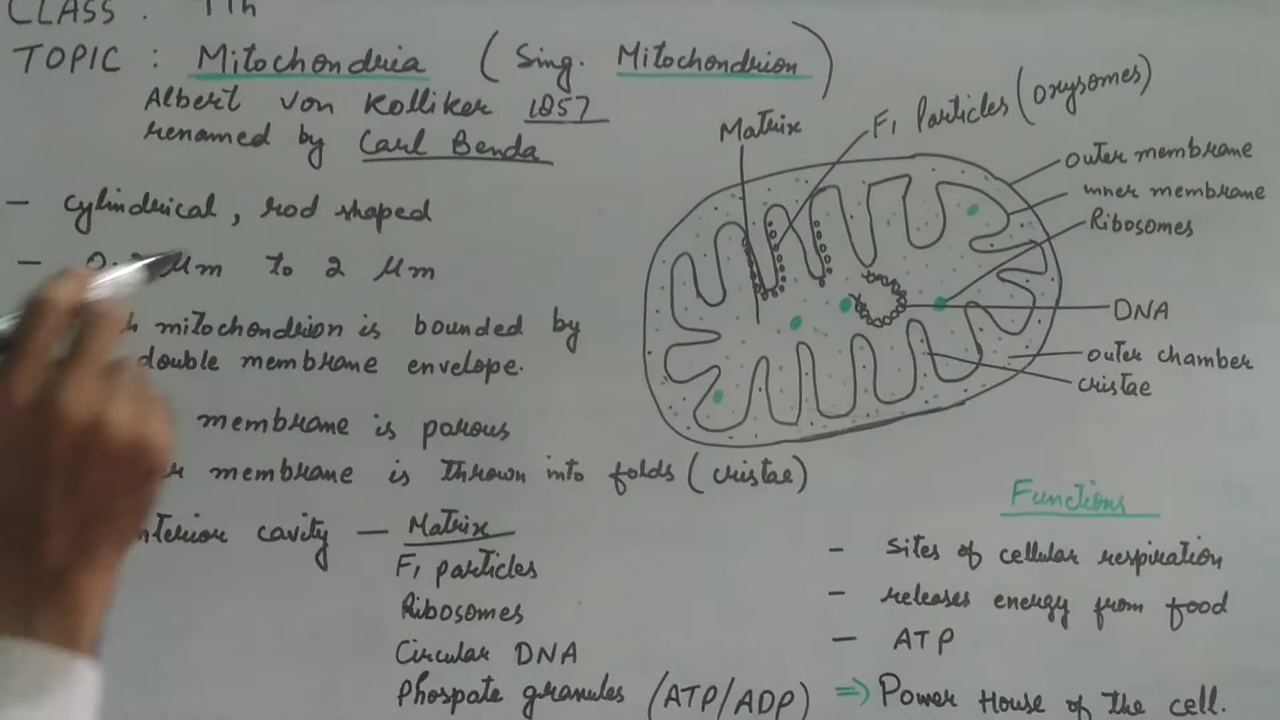 CLASS : 11th
TOPIC : Mitochondria (Sing. Mitochondrion)
Albert von Kolliker 1857
renamed by Carl Benda
- cylindrical, rod shaped
- μm to 2 μm
mitochondrion is bounded by
double membrane envelope.
membrane is porous
membrane is thrown into folds (cristae)
cavity - Matrix
F1 particles
Ribosomes
Circular DNA
Phospate granules (ATP/ADP)
Matrix
F1 Particles (oxysomes)
outer membrane
inner membrane
Ribosomes
DNA
outer chamber
cristae
Functions
- Sites of cellular respiration
- releases energy from food
- ATP
⇒ Power House of the cell.